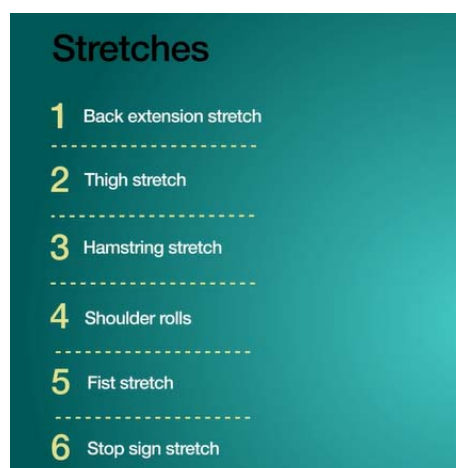 Stretches
1 Back extension stretch
2 Thigh stretch
3 Hamstring stretch
4 Shoulder rolls
5 Fist stretch
6 Stop sign stretch